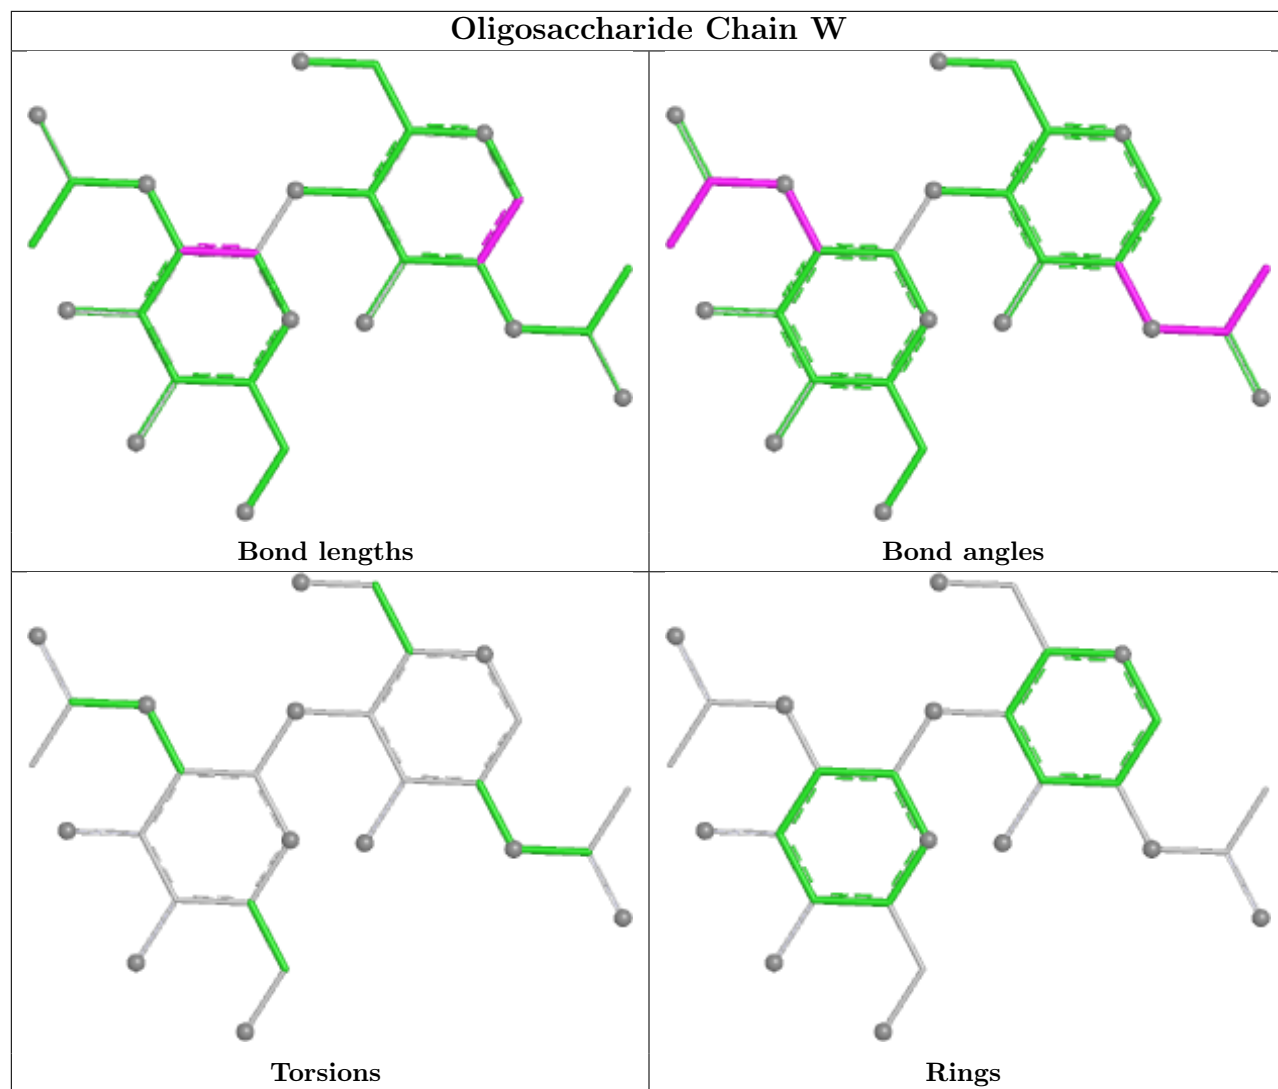 Oligosaccharide Chain W
Bond lengths
Bond angles
Torsions
Rings